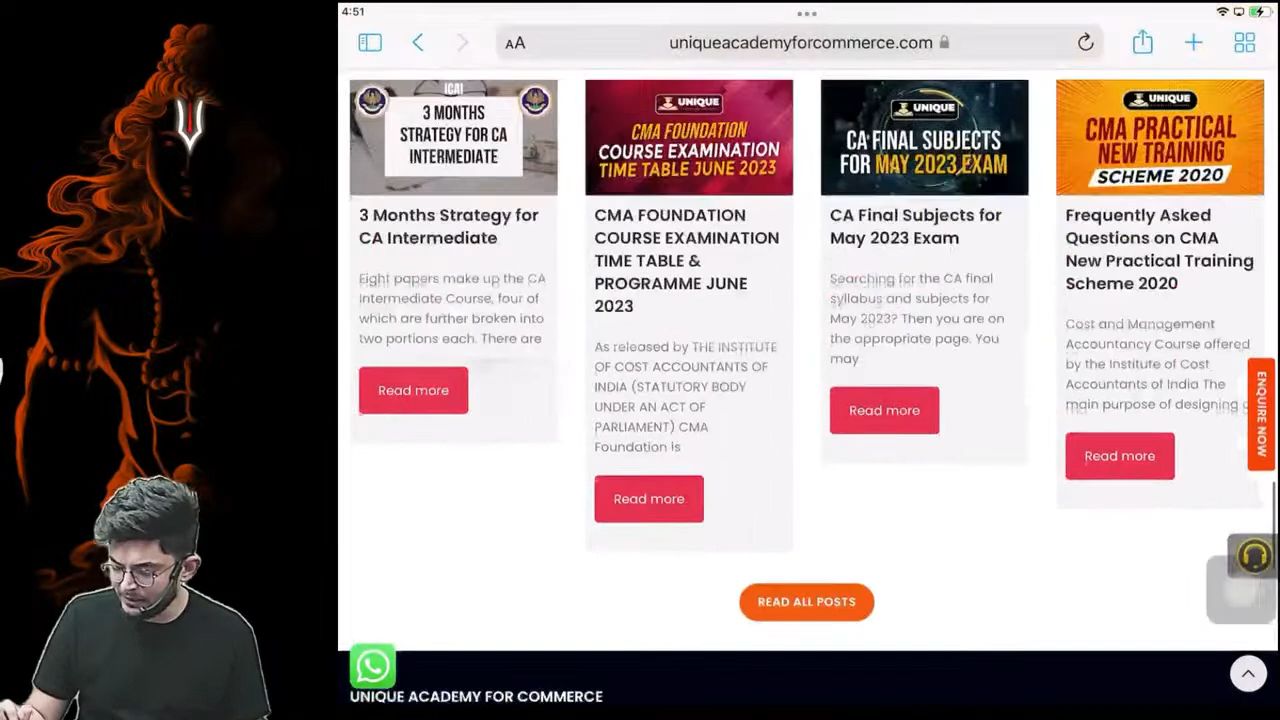 4:51
AA
uniqueacademyforcommerce.com
ICAI
3 MONTHS
STRATEGY FOR CA
INTERMEDIATE
3 Months Strategy for
CA Intermediate
Eight papers make up the CA
Intermediate Course, four of
which are further broken into
two portions each. There are
Read more
UNIQUE
CMA FOUNDATION
COURSE EXAMINATION
TIME TABLE JUNE 2023
CMA FOUNDATION
COURSE EXAMINATION
TIME TABLE &
PROGRAMME JUNE
2023
As released by THE INSTITUTE
OF COST ACCOUNTANTS OF
INDIA (STATUTORY BODY
UNDER AN ACT OF
PARLIAMENT) CMA
Foundation is
Read more
UNIQUE
CA FINAL SUBJECTS
FOR MAY 2023 EXAM
CA Final Subjects for
May 2023 Exam
Searching for the CA final
syllabus and subjects for
May 2023? Then you are on
the appropriate page. You
may
Read more
UNIQUE
CMA PRACTICAL
NEW TRAINING
SCHEME 2020
Frequently Asked
Questions on CMA
New Practical Training
Scheme 2020
Cost and Management
Accountancy Course offered
by the Institute of Cost
Accountants of India The
main purpose of designing
Read more
ENQUIRE NOW
READ ALL POSTS
UNIQUE ACADEMY FOR COMMERCE